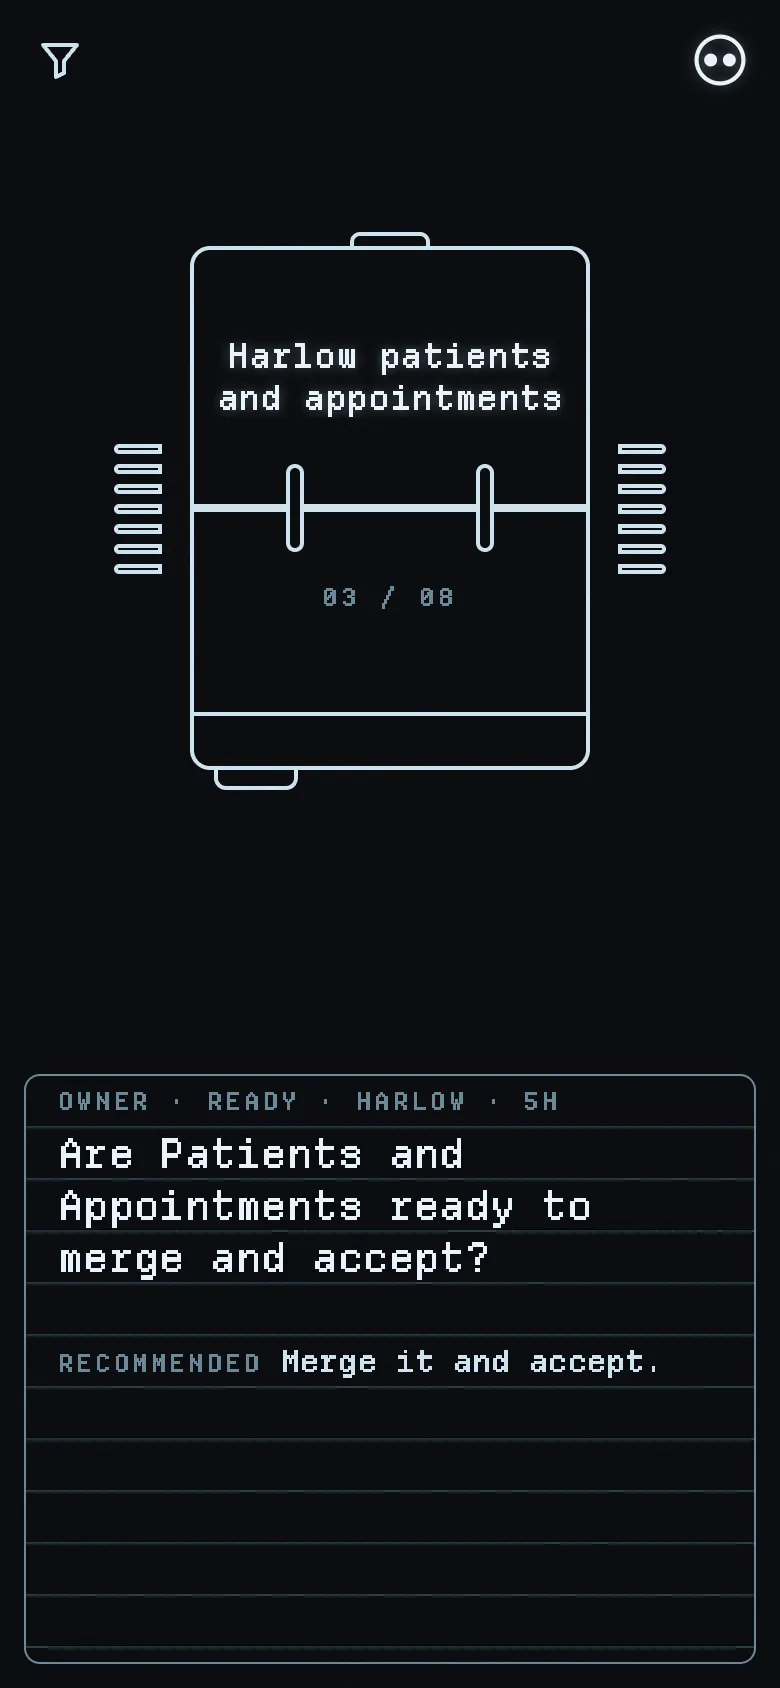 Harlow patients
and appointments
03 / 08
OWNER · READY · HARLOW · 5H
Are Patients and
Appointments ready to
merge and accept?
RECOMMENDED Merge it and accept.